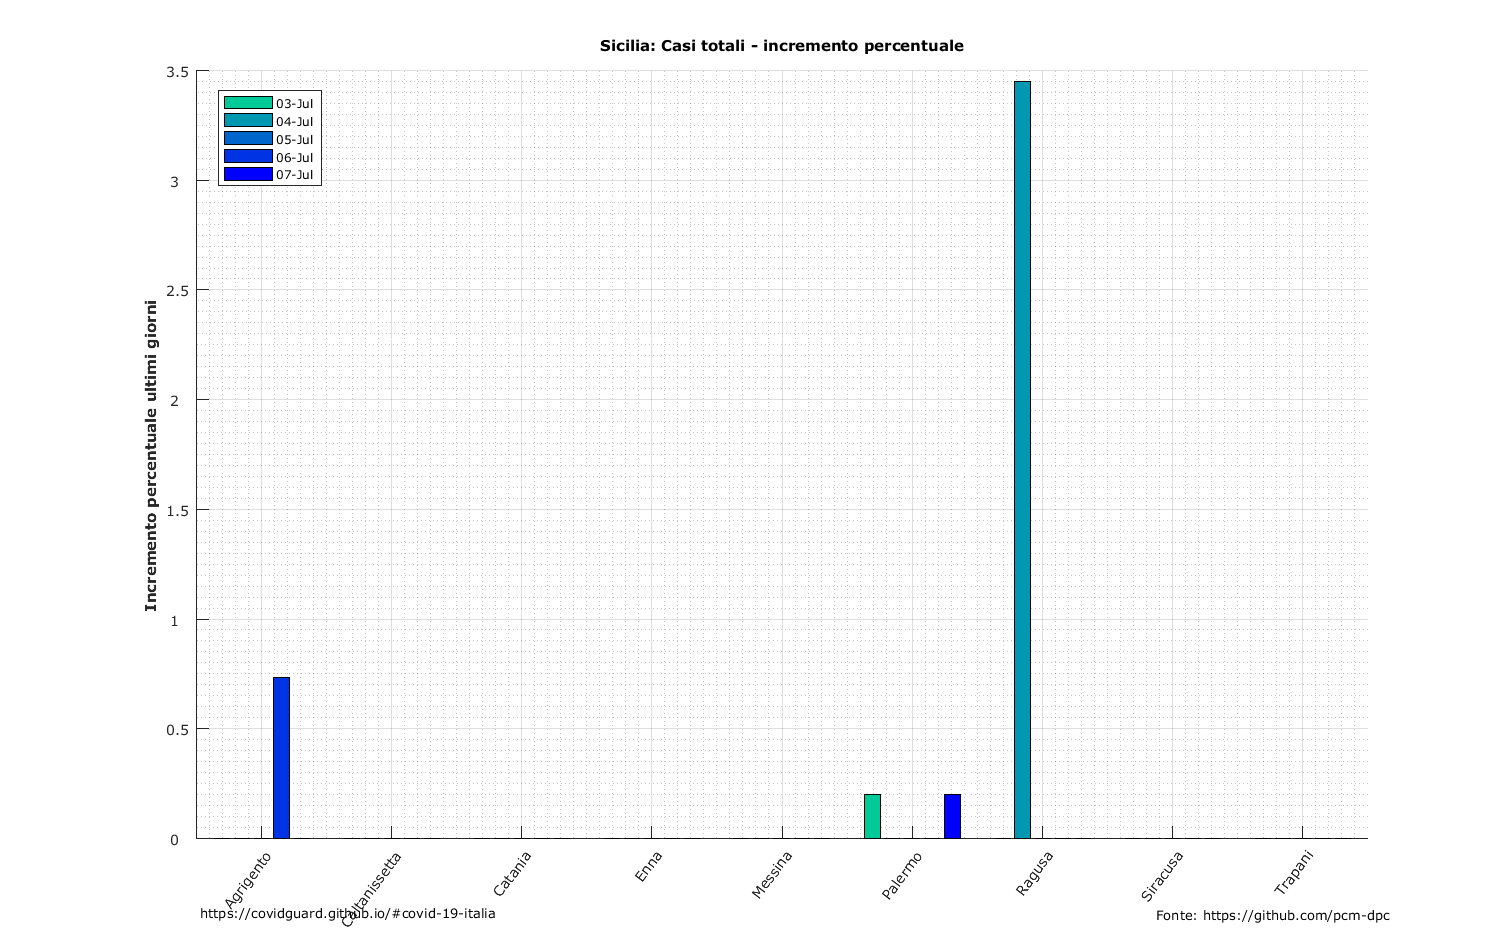 Sicilia: Casi totali - incremento percentuale
Incremento percentuale ultimi giorni
3.5
3
2.5
2
1.5
1
0.5
0
03-Jul
04-Jul
05-Jul
06-Jul
07-Jul
Agrigento
Caltanissetta
Catania
Enna
Messina
Palermo
Ragusa
Siracusa
Trapani
https://covidguard.github.io/#covid-19-italia
Fonte: https://github.com/pcm-dpc